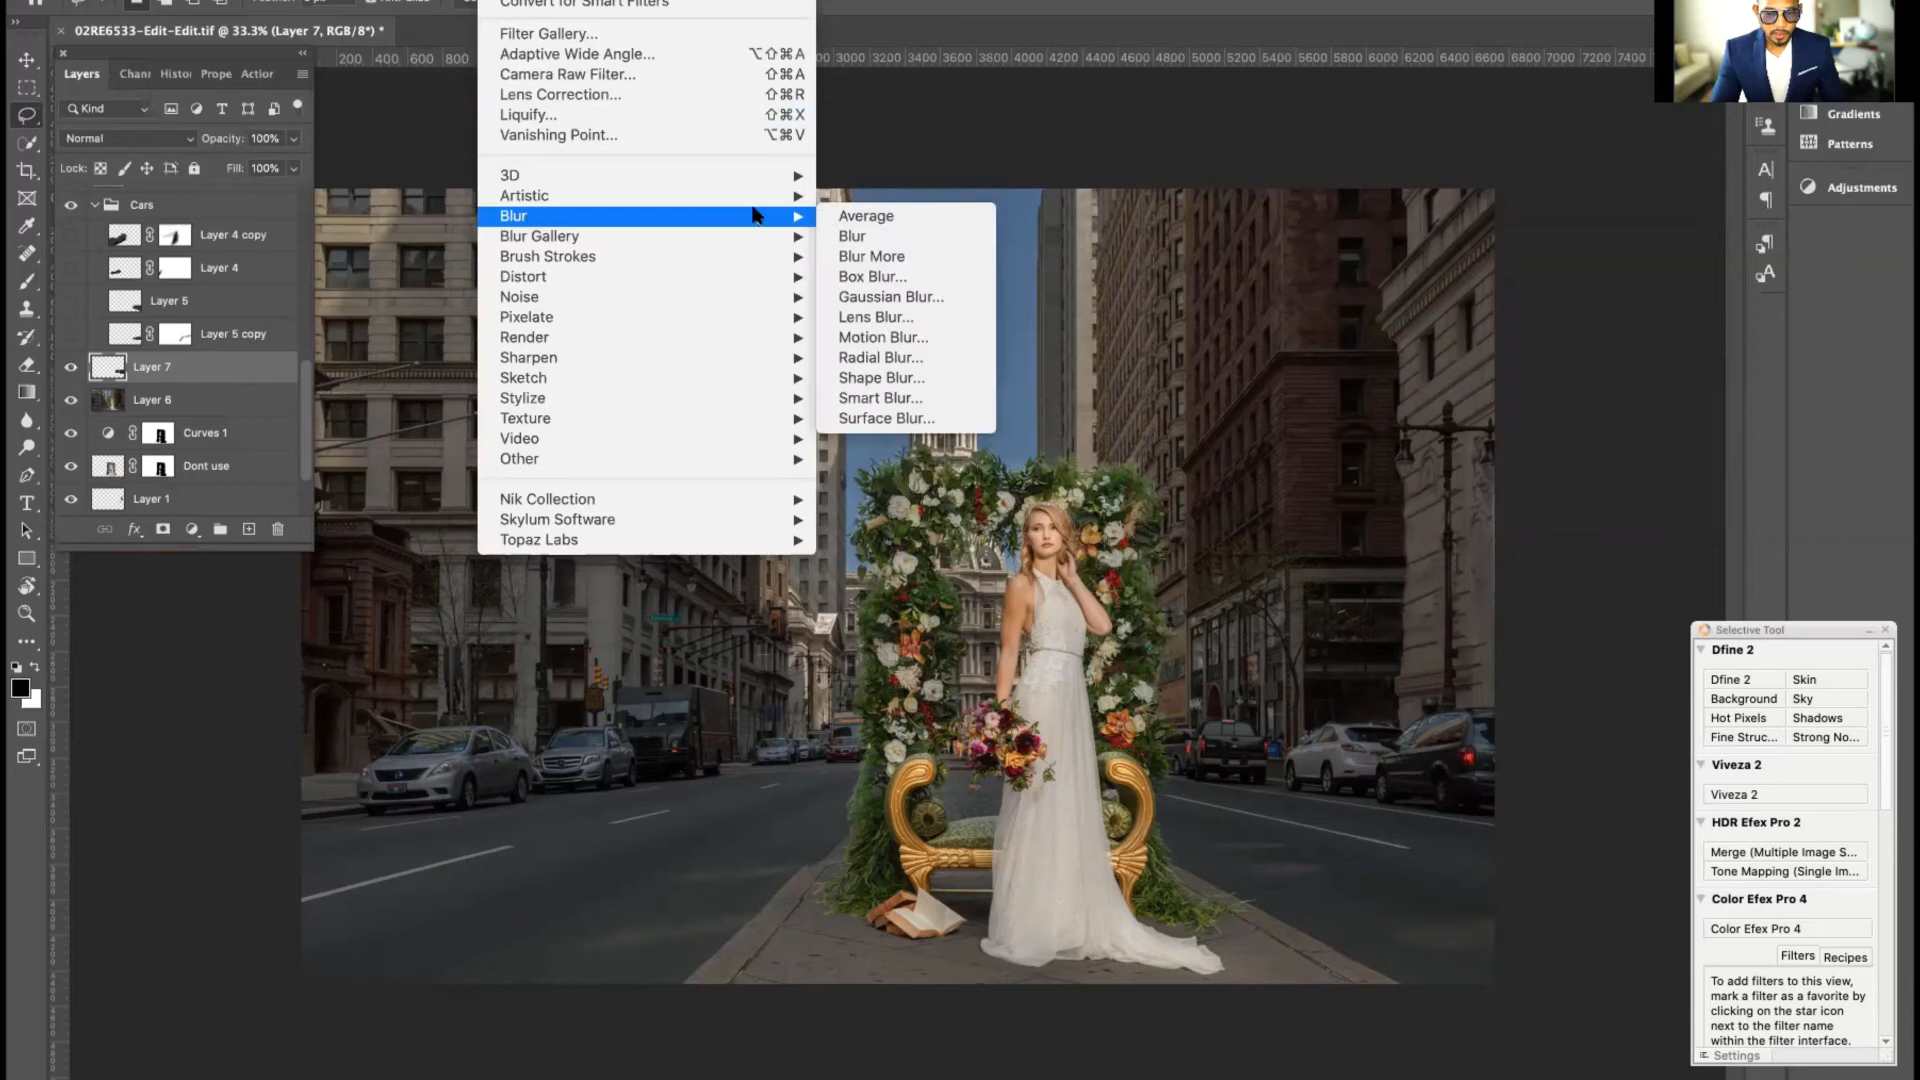 Convert for Smart Filters
02RE6533-Edit-Edit.tif @ 33.3% (Layer 7, RGB/8*) *
200 400 600 800
3000 3200 3400 3600 3800 4000 4200 4400 4600 4800 5000 5200 5400 5600 5800 6000 6200 6400 6600 6800 7000 7200 7400
Filter Gallery...
Adaptive Wide Angle... ⌥⇧⌘A
Camera Raw Filter... ⇧⌘A
Lens Correction... ⇧⌘R
Liquify... ⇧⌘X
Vanishing Point... ⌥⌘V
3D
Artistic
Blur
Blur Gallery
Brush Strokes
Distort
Noise
Pixelate
Render
Sharpen
Sketch
Stylize
Texture
Video
Other
Nik Collection
Skylum Software
Topaz Labs
Average
Blur
Blur More
Box Blur...
Gaussian Blur...
Lens Blur...
Motion Blur...
Radial Blur...
Shape Blur...
Smart Blur...
Surface Blur...
Layers Chann Histo Prope Action
Kind
Normal Opacity: 100%
Lock: Fill: 100%
Cars
Layer 4 copy
Layer 4
Layer 5
Layer 5 copy
Layer 7
Layer 6
Curves 1
Dont use
Layer 1
fx
Gradients
Patterns
Adjustments
Selective Tool
Dfine 2
Dfine 2 Skin
Background Sky
Hot Pixels Shadows
Fine Struc... Strong No...
Viveza 2
Viveza 2
HDR Efex Pro 2
Merge (Multiple Image S...
Tone Mapping (Single Im...
Color Efex Pro 4
Color Efex Pro 4
Filters Recipes
To add filters to this view,
mark a filter as a favorite by
clicking on the star icon
next to the filter name
within the filter interface.
Settings